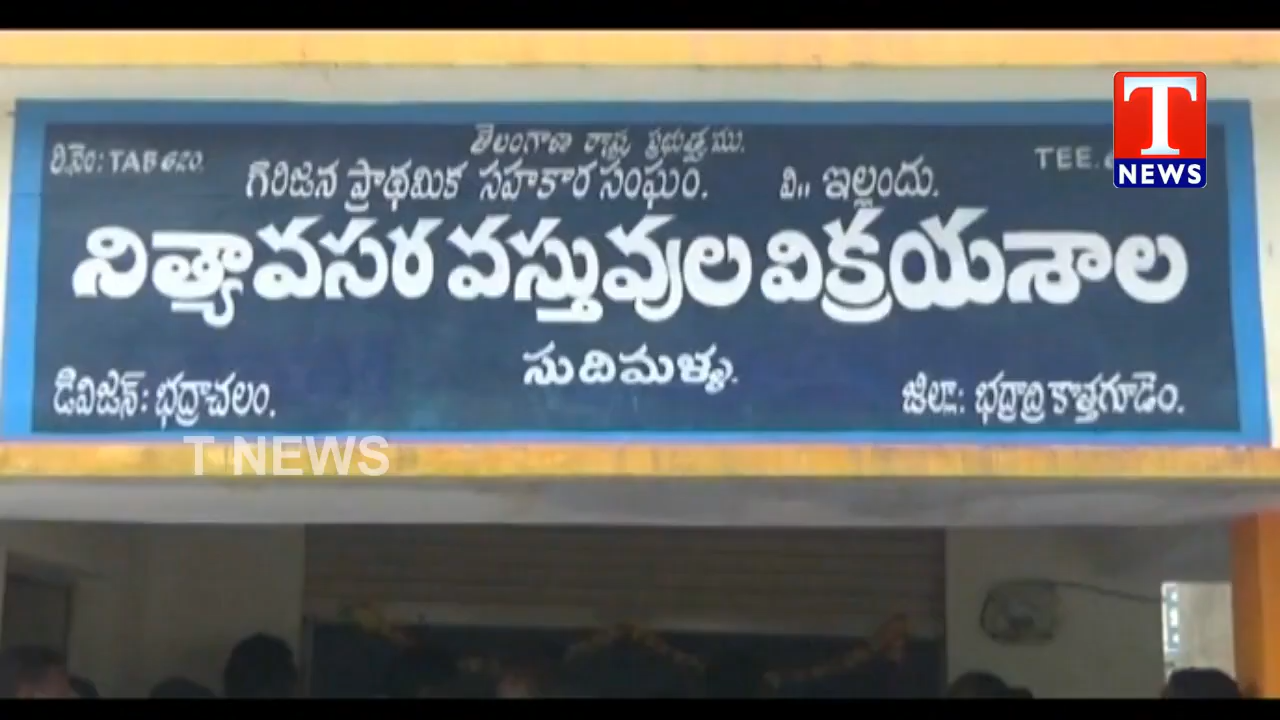 తెలంగాణ రాష్ట్ర ప్రభుత్వము.
రి.నెం: TAB 620. TEE.
గిరిజన ప్రాథమిక సహకార సంఘం. వి,, ఇల్లందు.
నిత్యావసర వస్తువుల విక్రయశాల
సుదిమళ్ళ.
డివిజన్: భద్రాచలం. జిల్లా: భద్రాద్రి కొత్తగూడెం.
T NEWS
T
NEWS